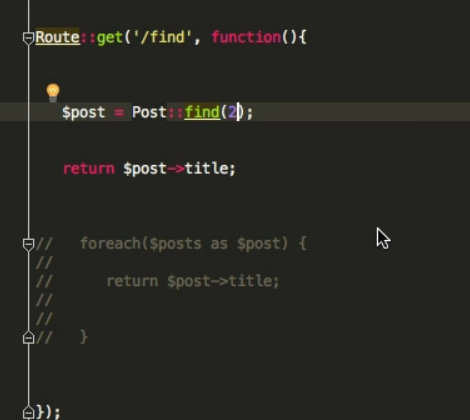 Route::get('/find', function(){
$post = Post::find(2);
return $post->title;
//   foreach($posts as $post) {
//
//      return $post->title;
//
//
//   }
});